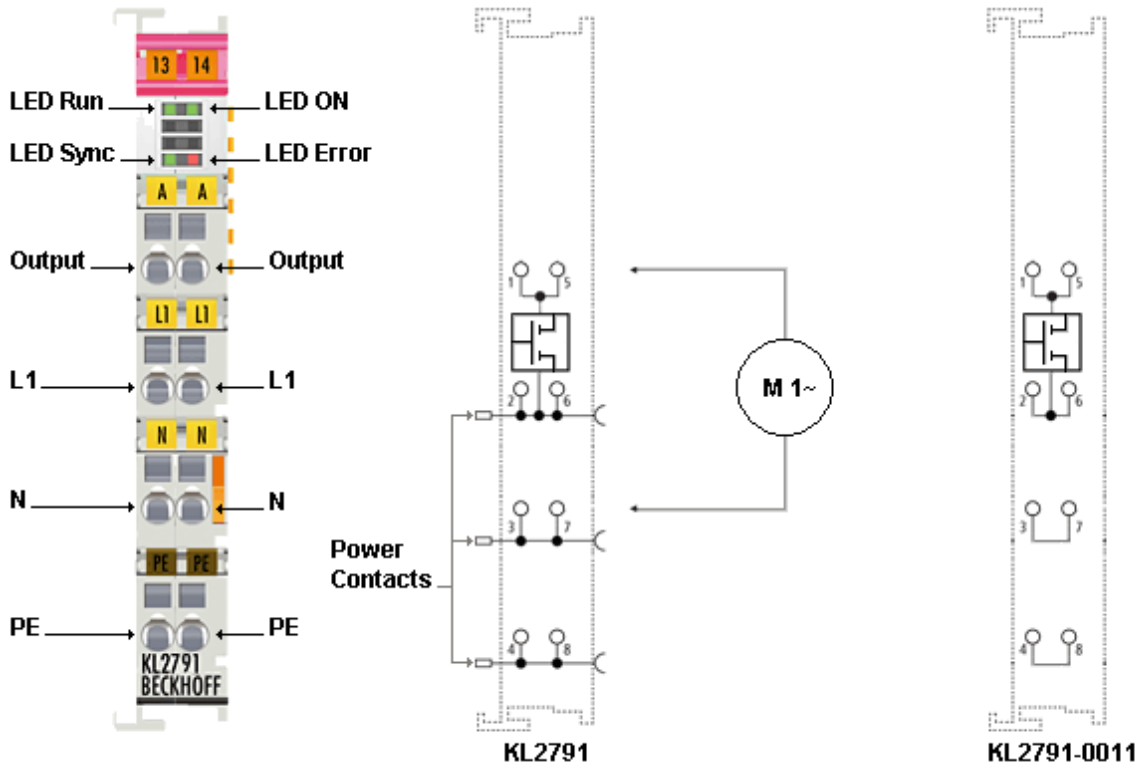 13 14
LED Run
LED ON
LED Sync
LED Error
A A
Output
Output
L1 L1
L1
L1
N N
N
N
PE PE
PE
PE
KL2791
BECKHOFF
Power
Contacts
1 5
2 6
3 7
4 8
KL2791
M 1~
1 5
2 6
3 7
4 8
KL2791-0011